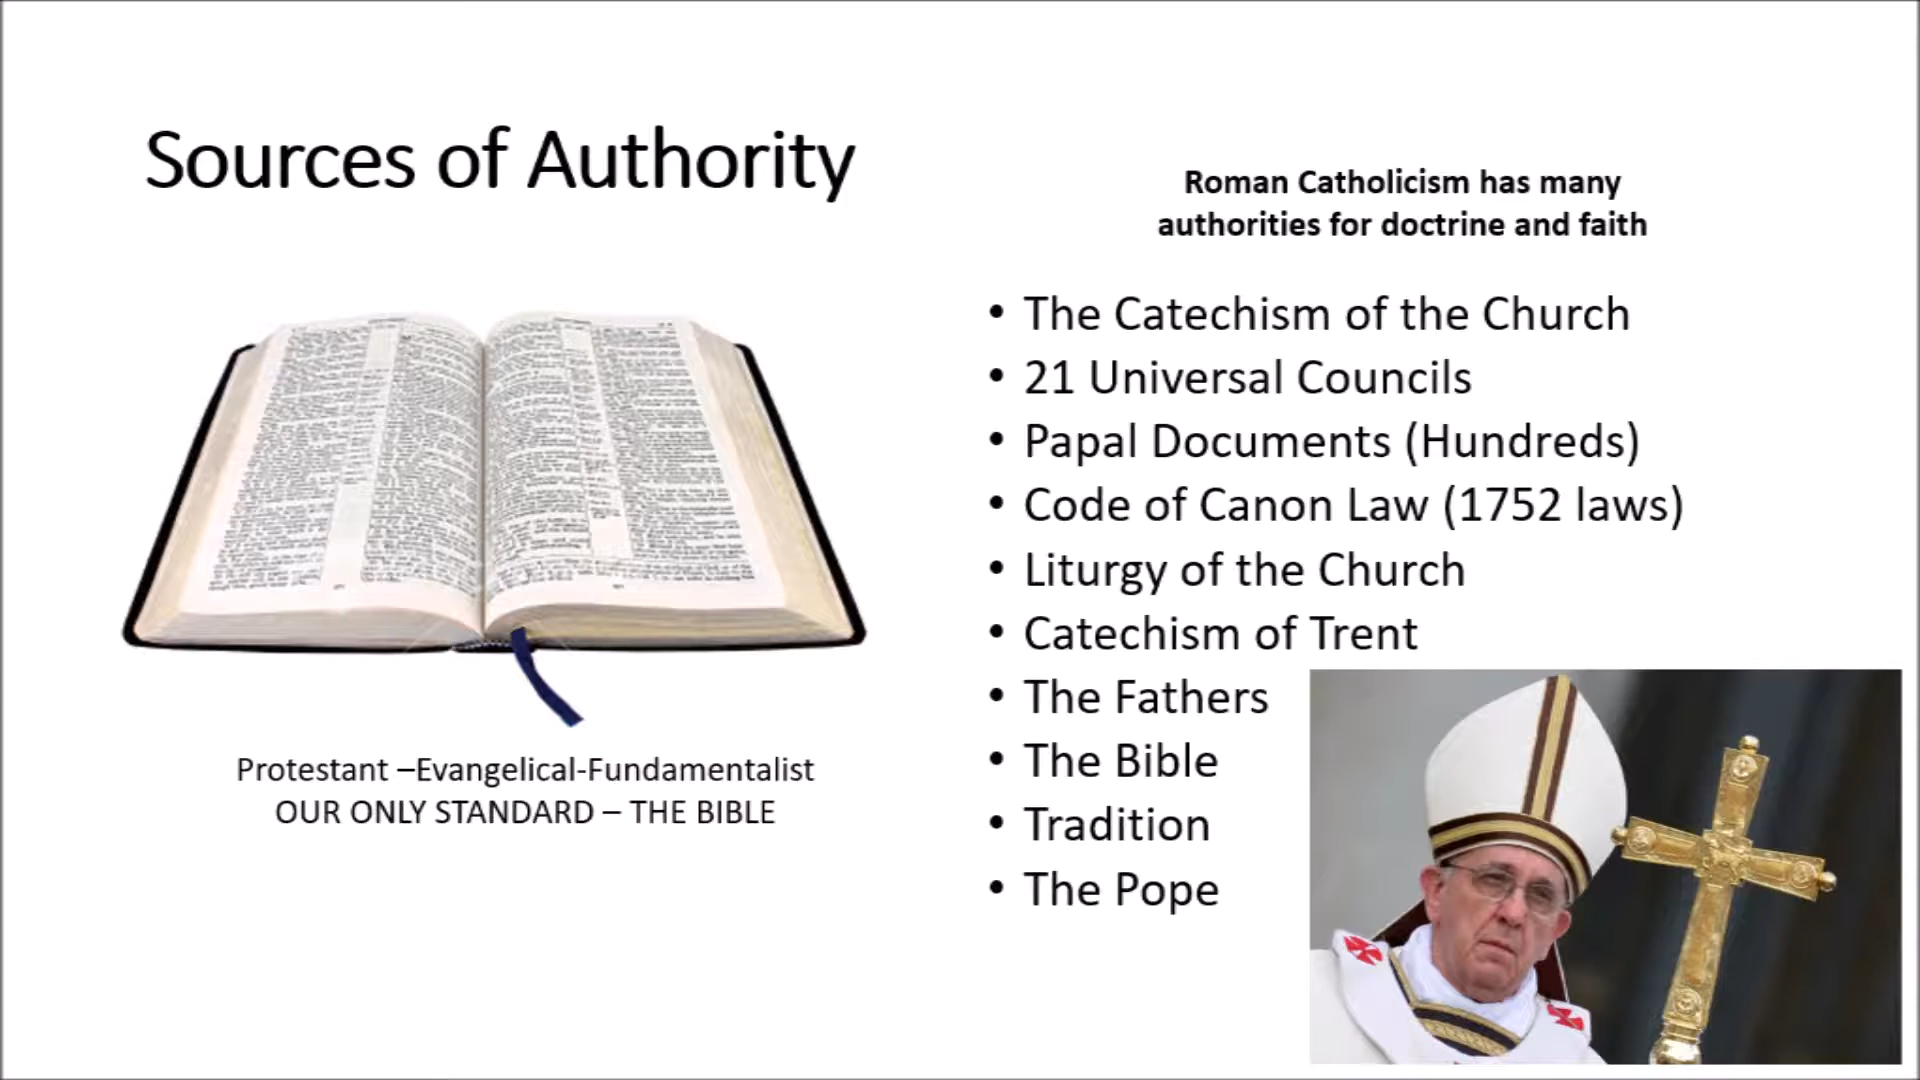 Sources of Authority
Protestant –Evangelical-Fundamentalist
OUR ONLY STANDARD – THE BIBLE
Roman Catholicism has many
authorities for doctrine and faith
• The Catechism of the Church
• 21 Universal Councils
• Papal Documents (Hundreds)
• Code of Canon Law (1752 laws)
• Liturgy of the Church
• Catechism of Trent
• The Fathers
• The Bible
• Tradition
• The Pope